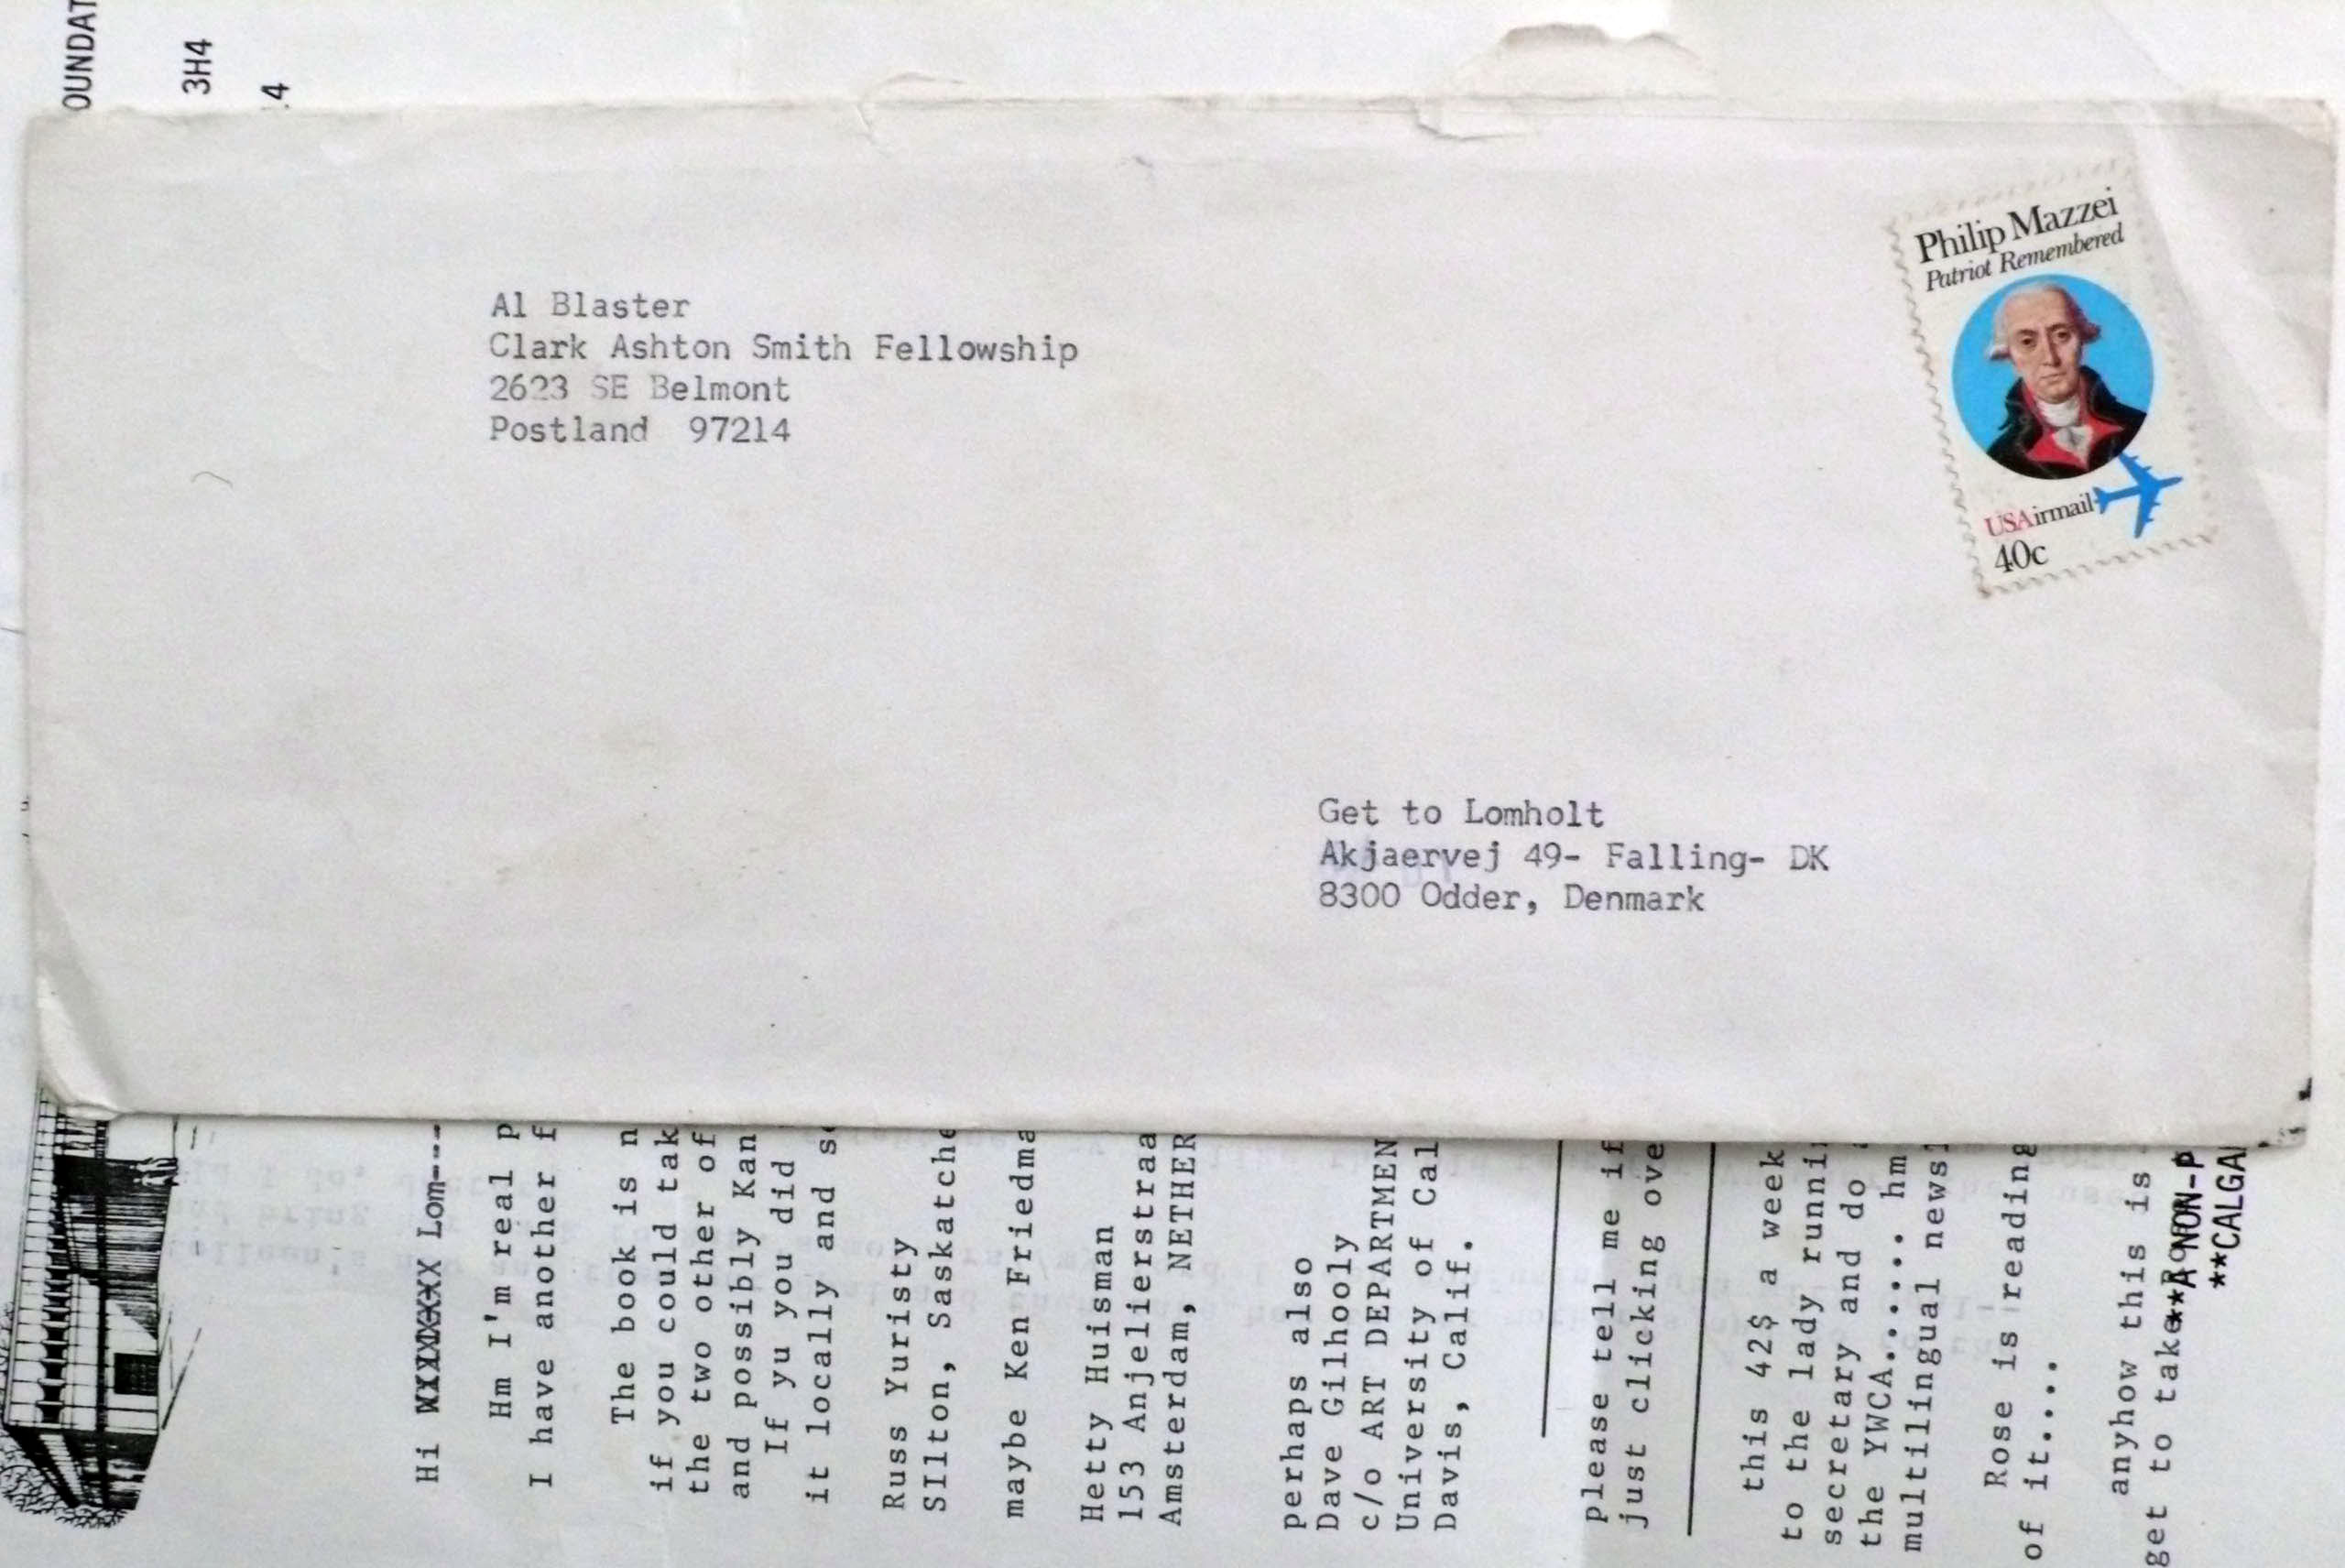 OUNDAT
3H4
.4
Al Blaster
Clark Ashton Smith Fellowship
2623 SE Belmont
Postland 97214
Philip Mazzei
Patriot Remembered
USAirmail
40c
Get to Lomholt
Akjaervej 49- Falling- DK
8300 Odder, Denmark
Hi Lom---
Hm I'm real p
I have another f
The book is n
if you could tak
the two other of
and possibly Kan
If yu you did
it locally and s
Russ Yuristy
SIlton, Saskatche
maybe Ken Friedma
Hetty Huisman
153 Anjelierstraa
Amsterdam, NETHER
perhaps also
Dave Gilhooly
c/o ART DEPARTMEN
University of Cal
Davis, Calif.
please tell me if
just clicking ove
this 42$ a week
to the lady runni
secretary and do
the YWCA....... hm
multilingual newsl
Rose is reading
of it.....
anyhow this is
get to take
**A NON-P
**CALGA